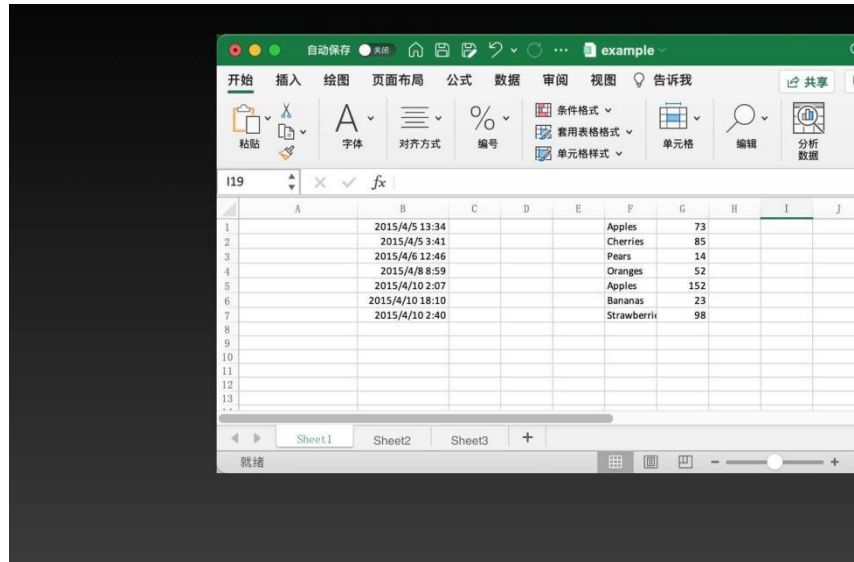 自动保存 关闭 ... example
开始 插入 绘图 页面布局 公式 数据 审阅 视图 告诉我 共享
粘贴 字体 对齐方式 % 编号 条件格式 套用表格格式 单元格样式 单元格 编辑 分析数据
I19 fx
A B C D E F G H I J
1 2015/4/5 13:34 Apples 73
2 2015/4/5 3:41 Cherries 85
3 2015/4/6 12:46 Pears 14
4 2015/4/8 8:59 Oranges 52
5 2015/4/10 2:07 Apples 152
6 2015/4/10 18:10 Bananas 23
7 2015/4/10 2:40 Strawberrie 98
8
9
10
11
12
13
Sheet1 Sheet2 Sheet3 +
就绪 - +